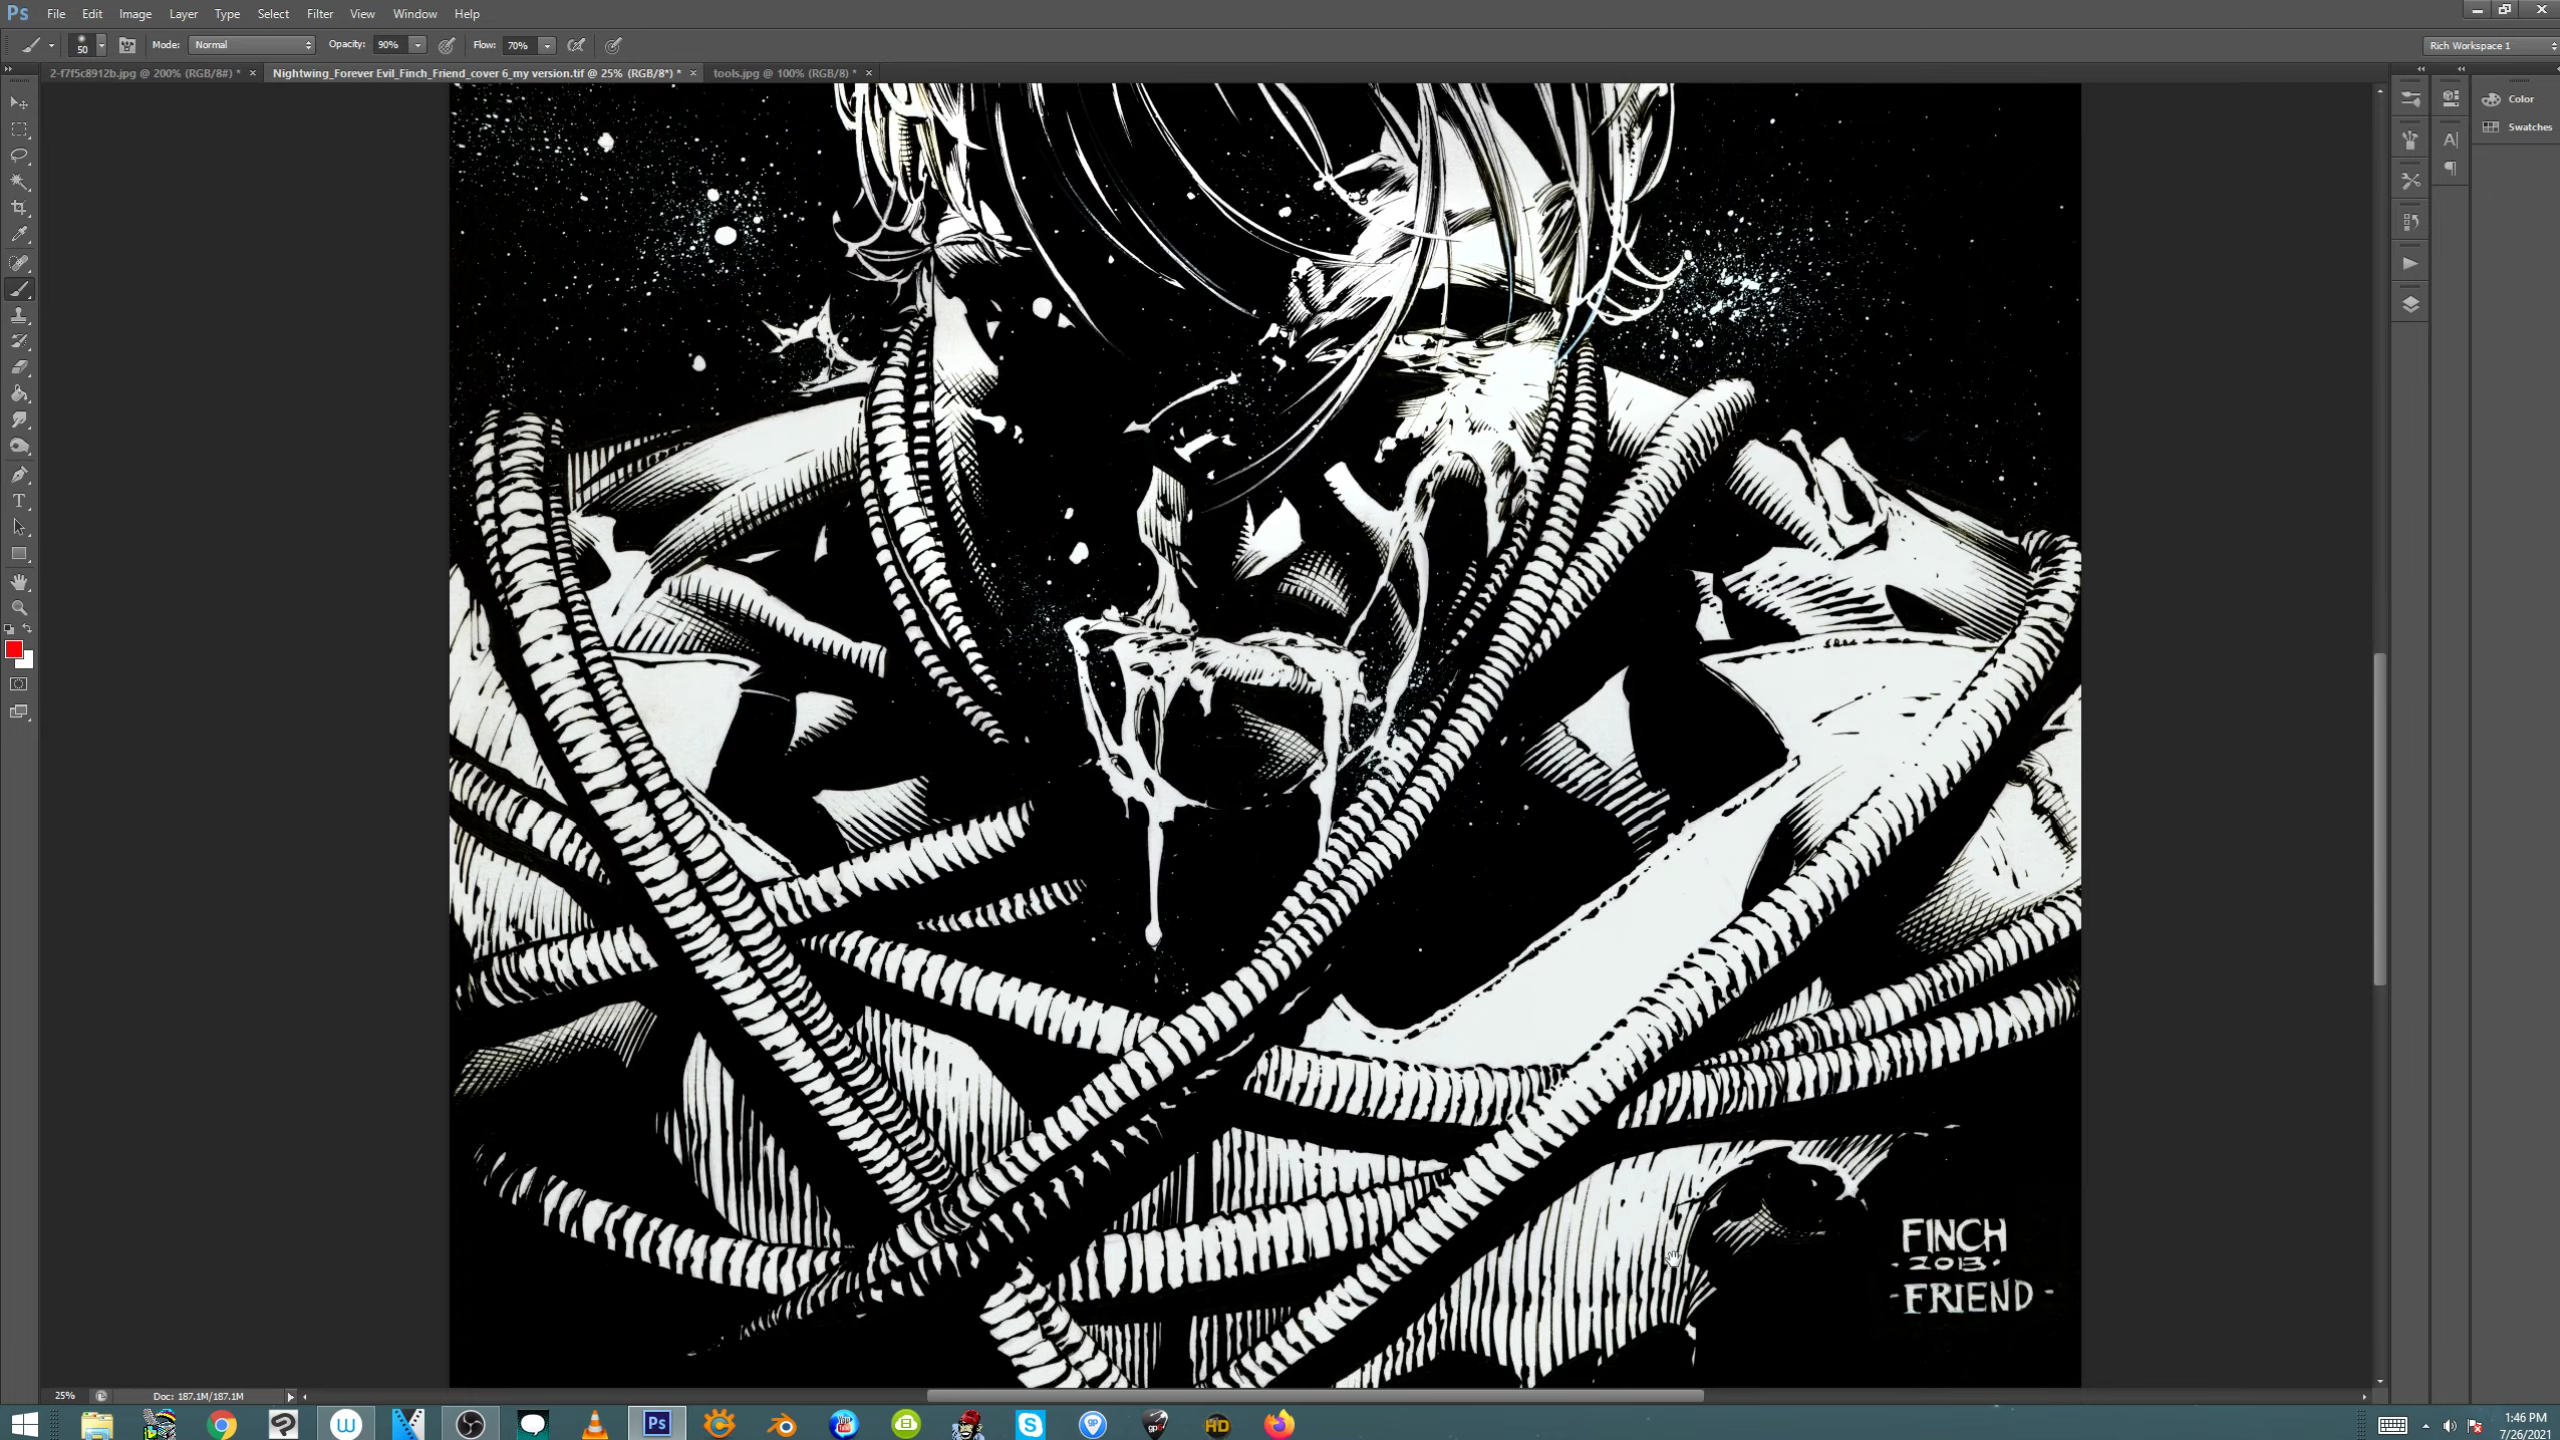 Ps File Edit Image Layer Type Select Filter View Window Help
50 Mode: Normal Opacity: 90% Flow: 70% Rich Workspace 1
2-f7f5c8912b.jpg @ 200% (RGB/8#) * × Nightwing_Forever Evil_Finch_Friend_cover 6_my version.tif @ 25% (RGB/8*) * × tools.jpg @ 100% (RGB/8) * ×
Color
Swatches
FINCH
· 2013 ·
- FRIEND -
25% Doc: 187.1M/187.1M
1:46 PM
7/26/2021